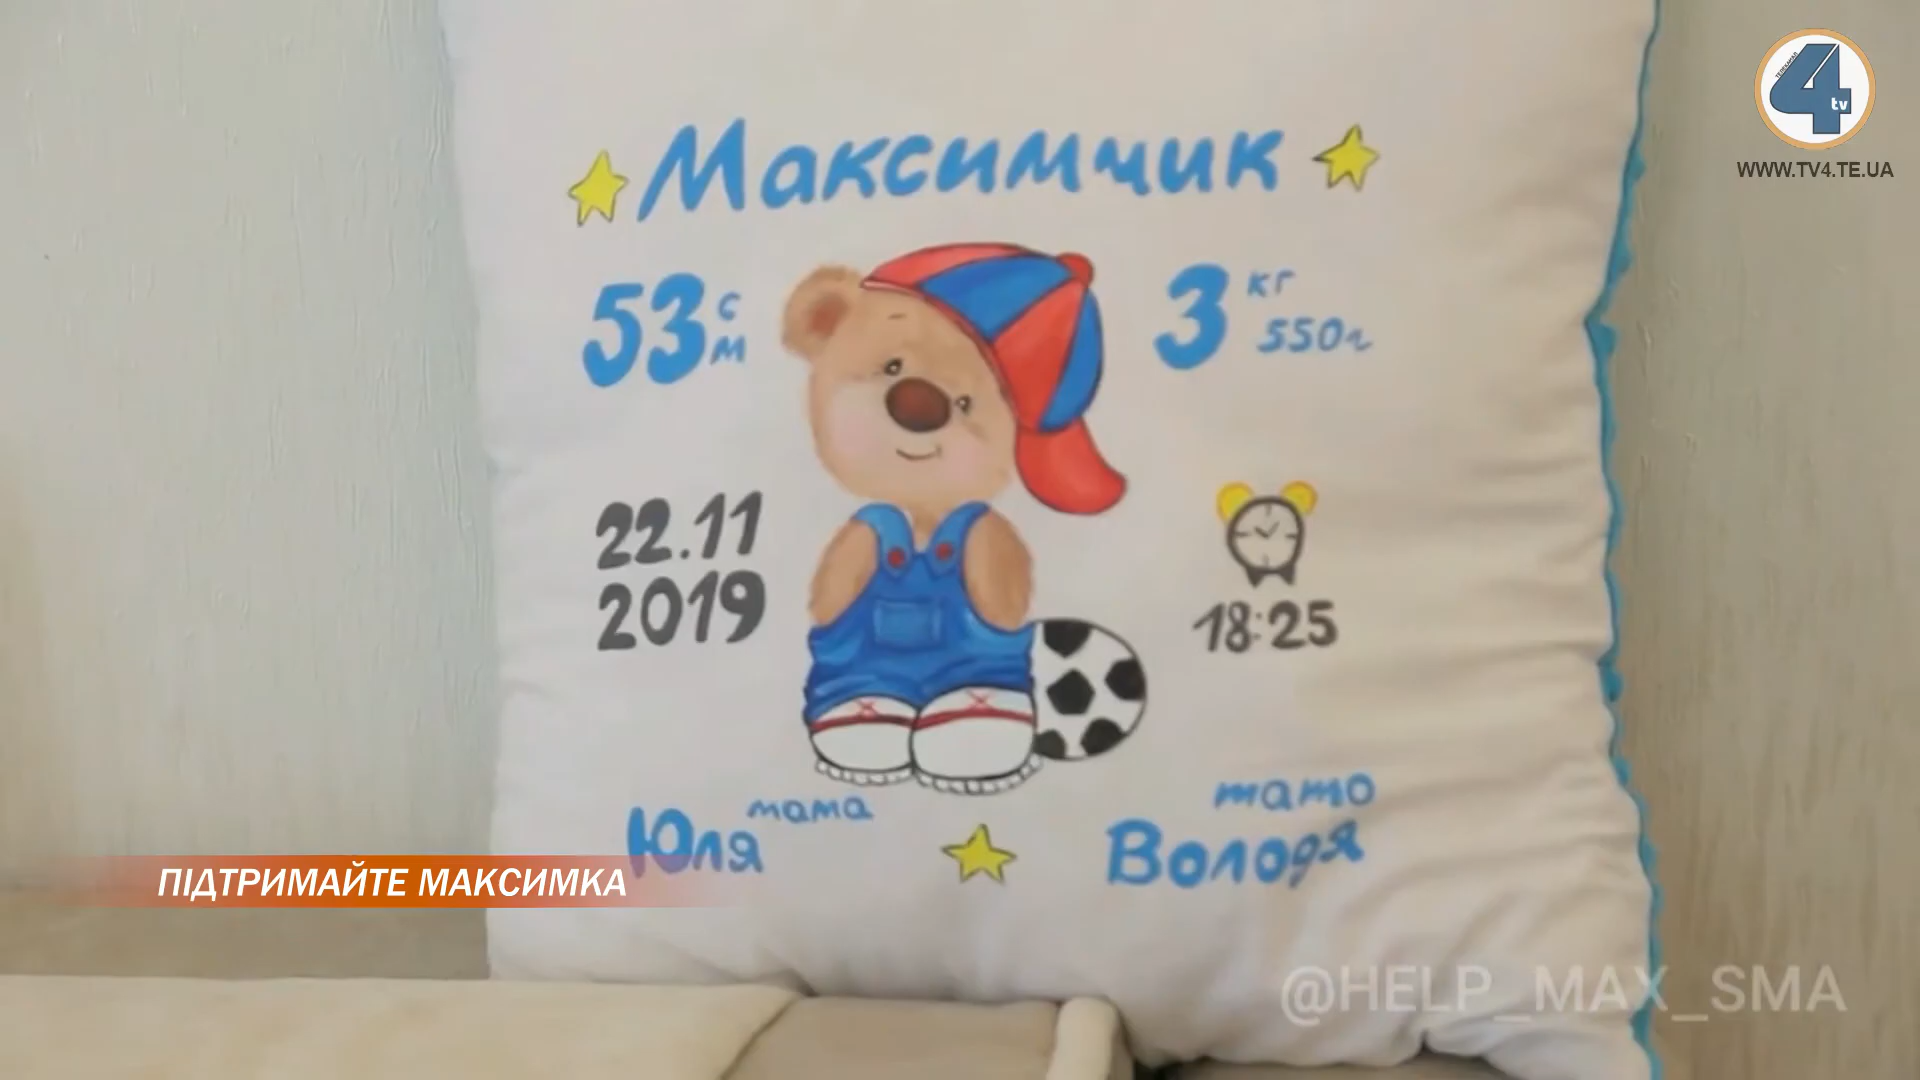 ТЕЛЕКАНАЛ
4 tv
WWW.TV4.TE.UA
Максимчик
53 см
3 кг 550г
22.11
2019
18:25
мама
Юля
тато
Володя
ПІДТРИМАЙТЕ МАКСИМКА
@HELP_MAX_SMA